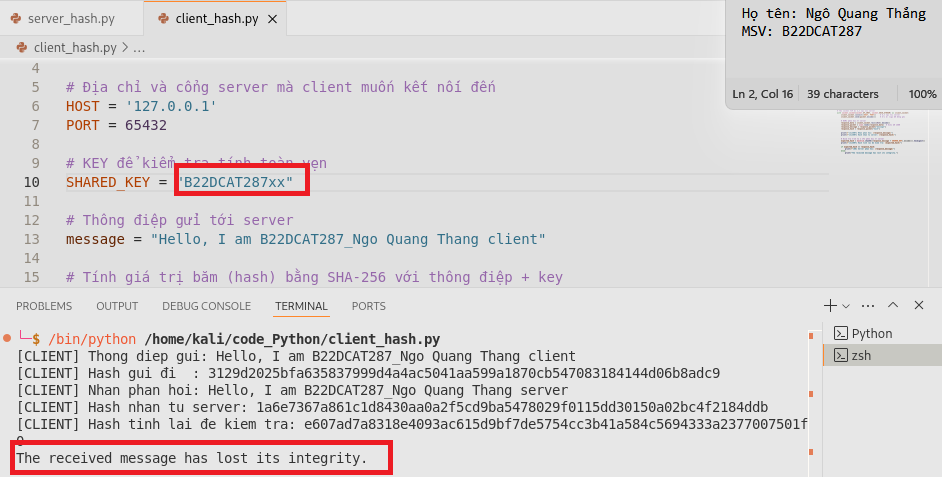 server_hash.py
client_hash.py
client_hash.py > ...
Họ tên: Ngô Quang Thắng
MSV: B22DCAT287
Ln 2, Col 16
39 characters
100%
4
5 # Địa chỉ và cổng server mà client muốn kết nối đến
6 HOST = '127.0.0.1'
7 PORT = 65432
8
9 # KEY để kiểm tra tính toàn vẹn
10 SHARED_KEY = "B22DCAT287xx"
11
12 # Thông điệp gửi tới server
13 message = "Hello, I am B22DCAT287_Ngo Quang Thang client"
14
15 # Tính giá trị băm (hash) bằng SHA-256 với thông điệp + key
PROBLEMS OUTPUT DEBUG CONSOLE TERMINAL PORTS
Python
zsh
└─$ /bin/python /home/kali/code_Python/client_hash.py
[CLIENT] Thong diep gui: Hello, I am B22DCAT287_Ngo Quang Thang client
[CLIENT] Hash gui đi : 3129d2025bfa635837999d4a4ac5041aa599a1870cb547083184144d06b8adc9
[CLIENT] Nhan phan hoi: Hello, I am B22DCAT287_Ngo Quang Thang server
[CLIENT] Hash nhan tu server: 1a6e7367a861c1d8430aa0a2f5cd9ba5478029f0115dd30150a02bc4f2184ddb
[CLIENT] Hash tinh lai de kiem tra: e607ad7a8318e4093ac615d9bf7de5754cc3b41a584c5694333a2377007501f
The received message has lost its integrity.